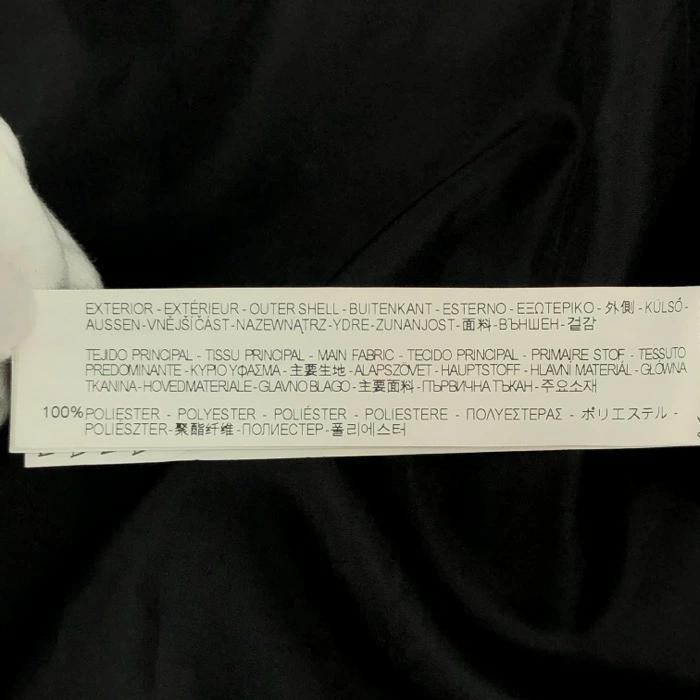 EXTERIOR - EXTÉRIEUR - OUTER SHELL - BUITENKANT - ESTERNO - ΕΞΩΤΕΡΙΚΟ - 外側 - KÜLSŐ -
AUSSEN - VNĚJŠÍ ČÁST - NAZEWNĄTRZ - YDRE - ZUNANJOST - 面料 - ВЪНШЕН - 겉감
TEJIDO PRINCIPAL - TISSU PRINCIPAL - MAIN FABRIC - TECIDO PRINCIPAL - PRIMAIRE STOF - TESSUTO
PREDOMINANTE - ΚΥΡΙΟ ΥΦΑΣΜΑ - 主要生地 - ALAPSZÖVET - HAUPTSTOFF - HLAVNÍ MATERIÁL - GŁÓWNA
TKANINA - HOVEDMATERIALE - GLAVNO BLAGO - 主要面料 - ПЪРВИЧНА ТЪКАН - 주요소재
100% POLIESTER - POLYESTER - POLIÉSTER - POLIESTERE - ΠΟΛΥΕΣΤΕΡΑΣ - ポリエステル -
POLIÉSZTER - 聚酯纤维 - ПОЛИЕСТЕР - 폴리에스터